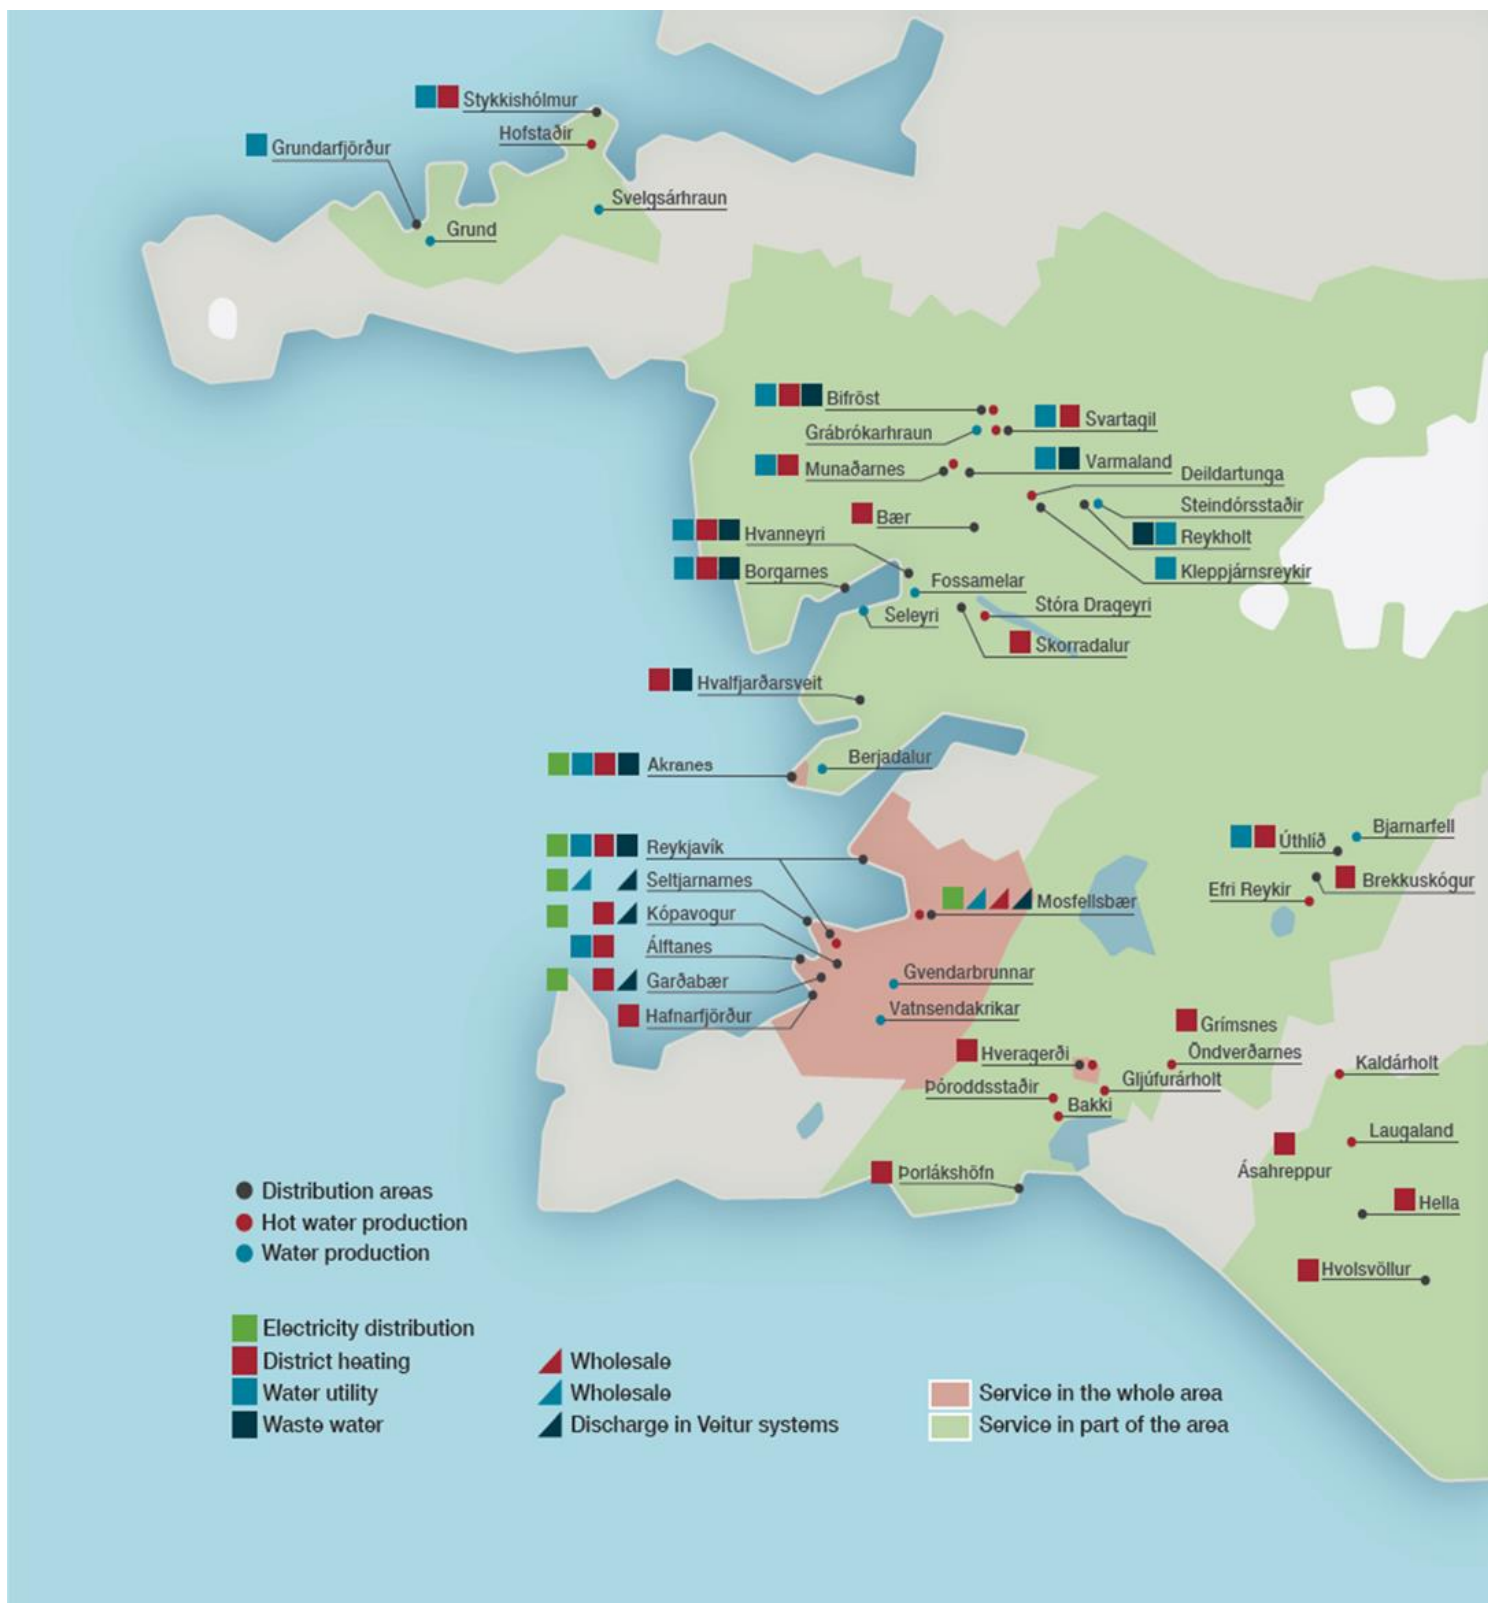 Stykkishólmur
Hofstaðir
Grundarfjörður
Svelgsárhraun
Grund
Bifröst
Svartagil
Grábrókarhraun
Munaðarnes
Varmaland
Deildartunga
Steindórsstaðir
Bær
Reykholt
Hvanneyri
Kleppjárnsreykir
Borgarnes
Fossamelar
Stóra Drageyri
Seleyri
Skorradalur
Hvalfjarðarsveit
Akranes
Berjadalur
Bjarnarfell
Úthlíð
Reykjavík
Seltjarnarnes
Brekkuskógur
Efri Reykir
Mosfellsbær
Kópavogur
Álftanes
Garðabær
Gvendarbrunnar
Hafnarfjörður
Vatnsendakrikar
Grímsnes
Hveragerði
Öndverðarnes
Kaldárholt
Gljúfurárholt
Þóroddsstaðir
Bakki
Laugaland
Ásahreppur
Þorlákshöfn
Hella
Hvolsvöllur
Distribution areas
Hot water production
Water production
Electricity distribution
District heating
Water utility
Waste water
Wholesale
Wholesale
Discharge in Veitur systems
Service in the whole area
Service in part of the area